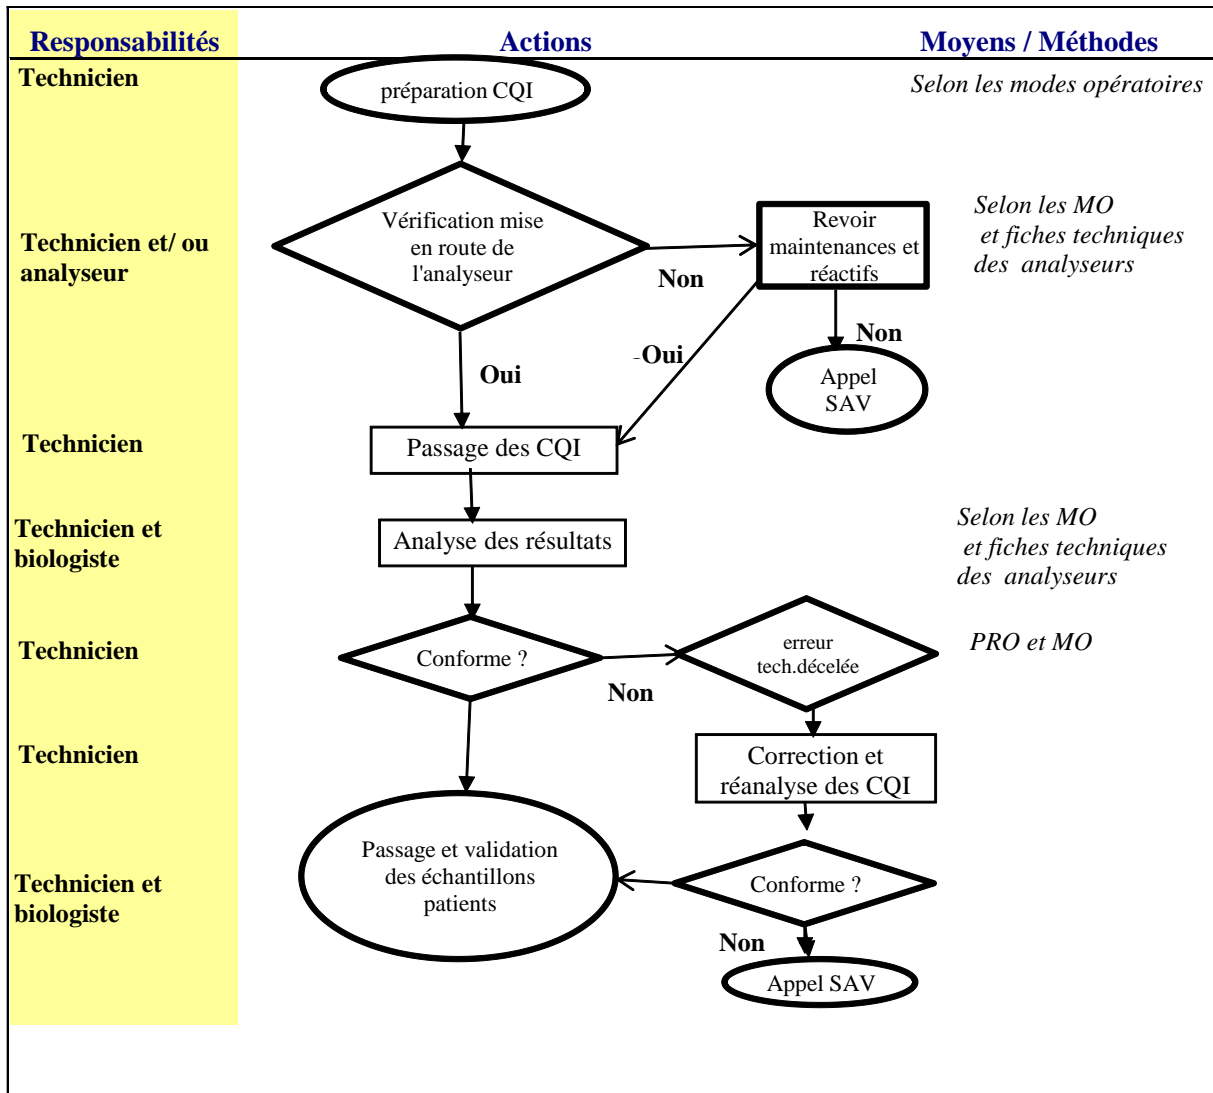 Responsabilités
Actions
Moyens / Méthodes
Technicien
préparation CQI
Selon les modes opératoires
Technicien et/ ou
analyseur
Vérification mise
en route de
l'analyseur
Non
Revoir
maintenances et
réactifs
Selon les MO
et fiches techniques
des analyseurs
Oui
Oui
Non
Appel
SAV
Technicien
Passage des CQI
Technicien et
biologiste
Analyse des résultats
Selon les MO
et fiches techniques
des analyseurs
Technicien
Conforme ?
Non
erreur
tech.décelée
PRO et MO
Technicien
Correction et
réanalyse des CQI
Technicien et
biologiste
Passage et validation
des échantillons
patients
Conforme ?
Non
Appel SAV